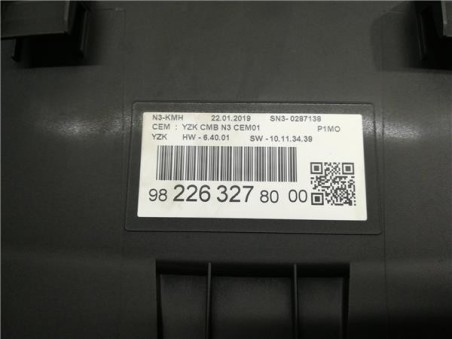 N3-KMH 22.01.2019 SN3-0297139
CEM : YZK CMB N3 CEM01 P1MO
YZK HW - 6.40.01 SW - 10.11.34.39
98 226 327 80 00